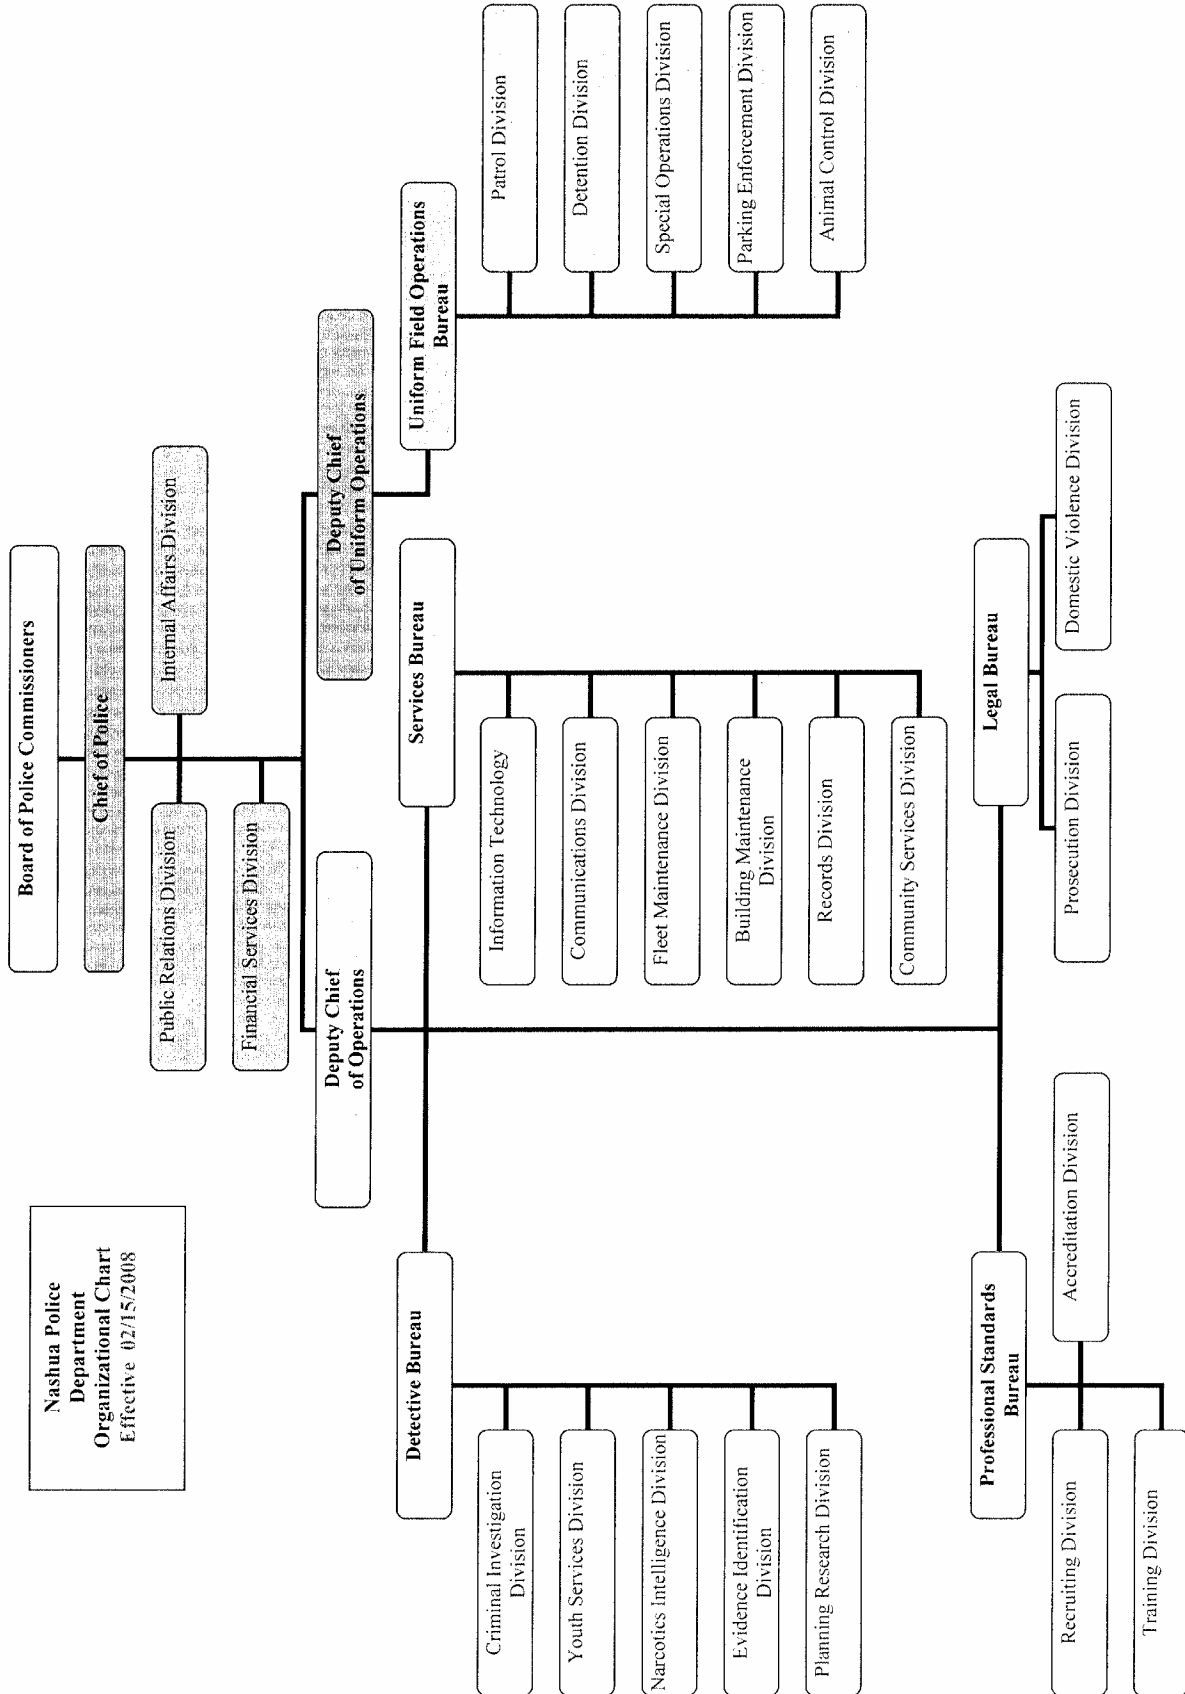 Nashua Police
Department
Organizational Chart
Effective 02/15/2008
Board of Police Commissioners
Chief of Police
Public Relations Division
Internal Affairs Division
Financial Services Division
Deputy Chief
of Operations
Deputy Chief
of Uniform Operations
Detective Bureau
Services Bureau
Uniform Field Operations
Bureau
Criminal Investigation
Division
Youth Services Division
Narcotics Intelligence Division
Evidence Identification
Division
Planning Research Division
Information Technology
Communications Division
Fleet Maintenance Division
Building Maintenance
Division
Records Division
Community Services Division
Patrol Division
Detention Division
Special Operations Division
Parking Enforcement Division
Animal Control Division
Professional Standards
Bureau
Legal Bureau
Recruiting Division
Accreditation Division
Training Division
Prosecution Division
Domestic Violence Division